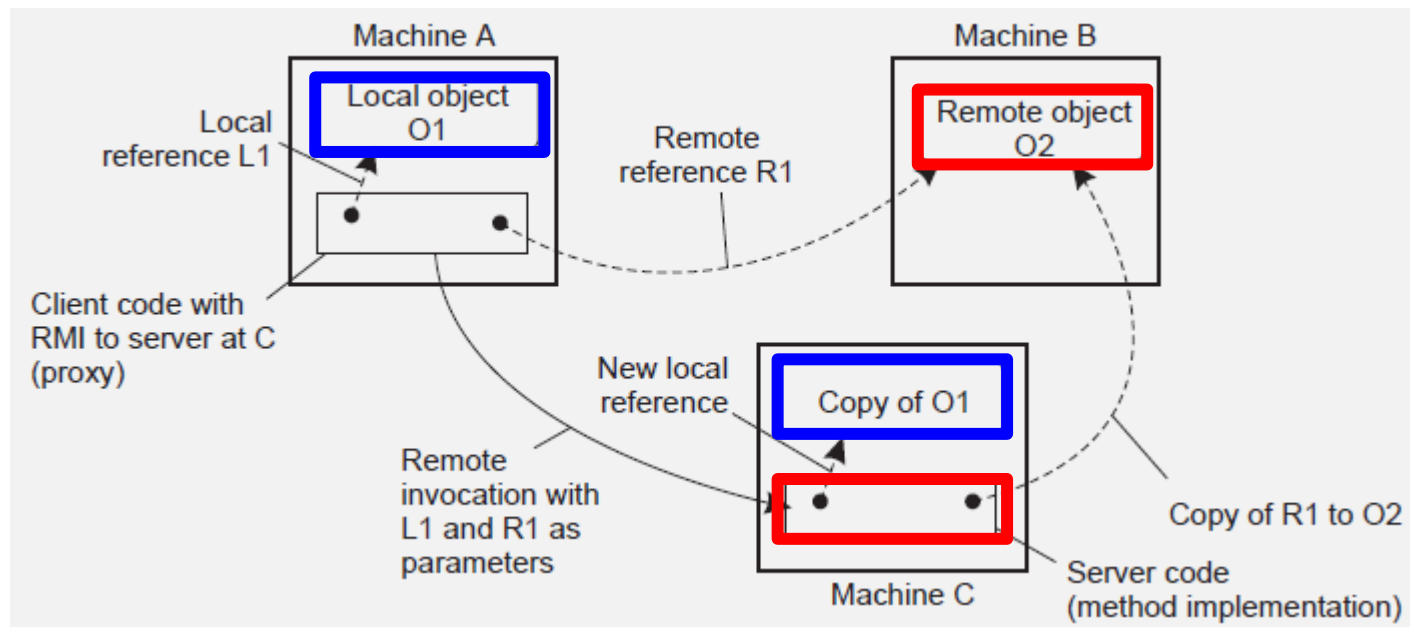 Machine A
Machine B
Local object
O1
Remote object
O2
Local
reference L1
Remote
reference R1
Client code with
RMI to server at C
(proxy)
New local
reference
Copy of O1
Remote
invocation with
L1 and R1 as
parameters
Copy of R1 to O2
Machine C
Server code
(method implementation)